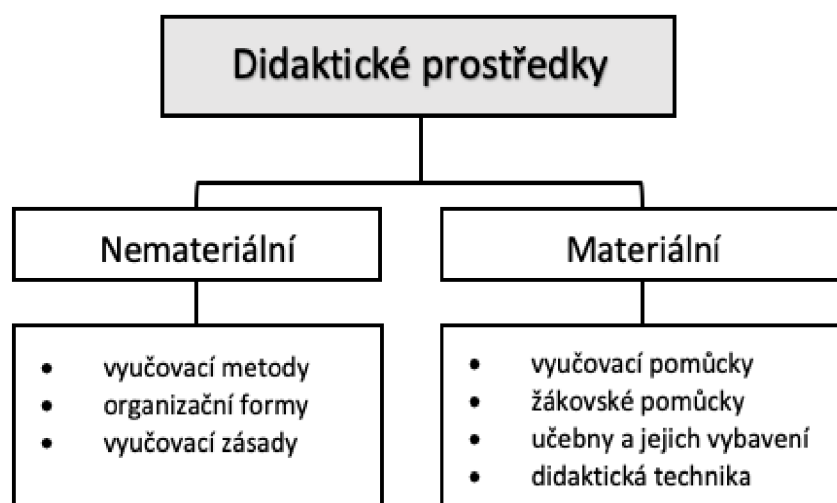 Didaktické prostředky
Nemateriální
• vyučovací metody
• organizační formy
• vyučovací zásady
Materiální
• vyučovací pomůcky
• žákovské pomůcky
• učebny a jejich vybavení
• didaktická technika